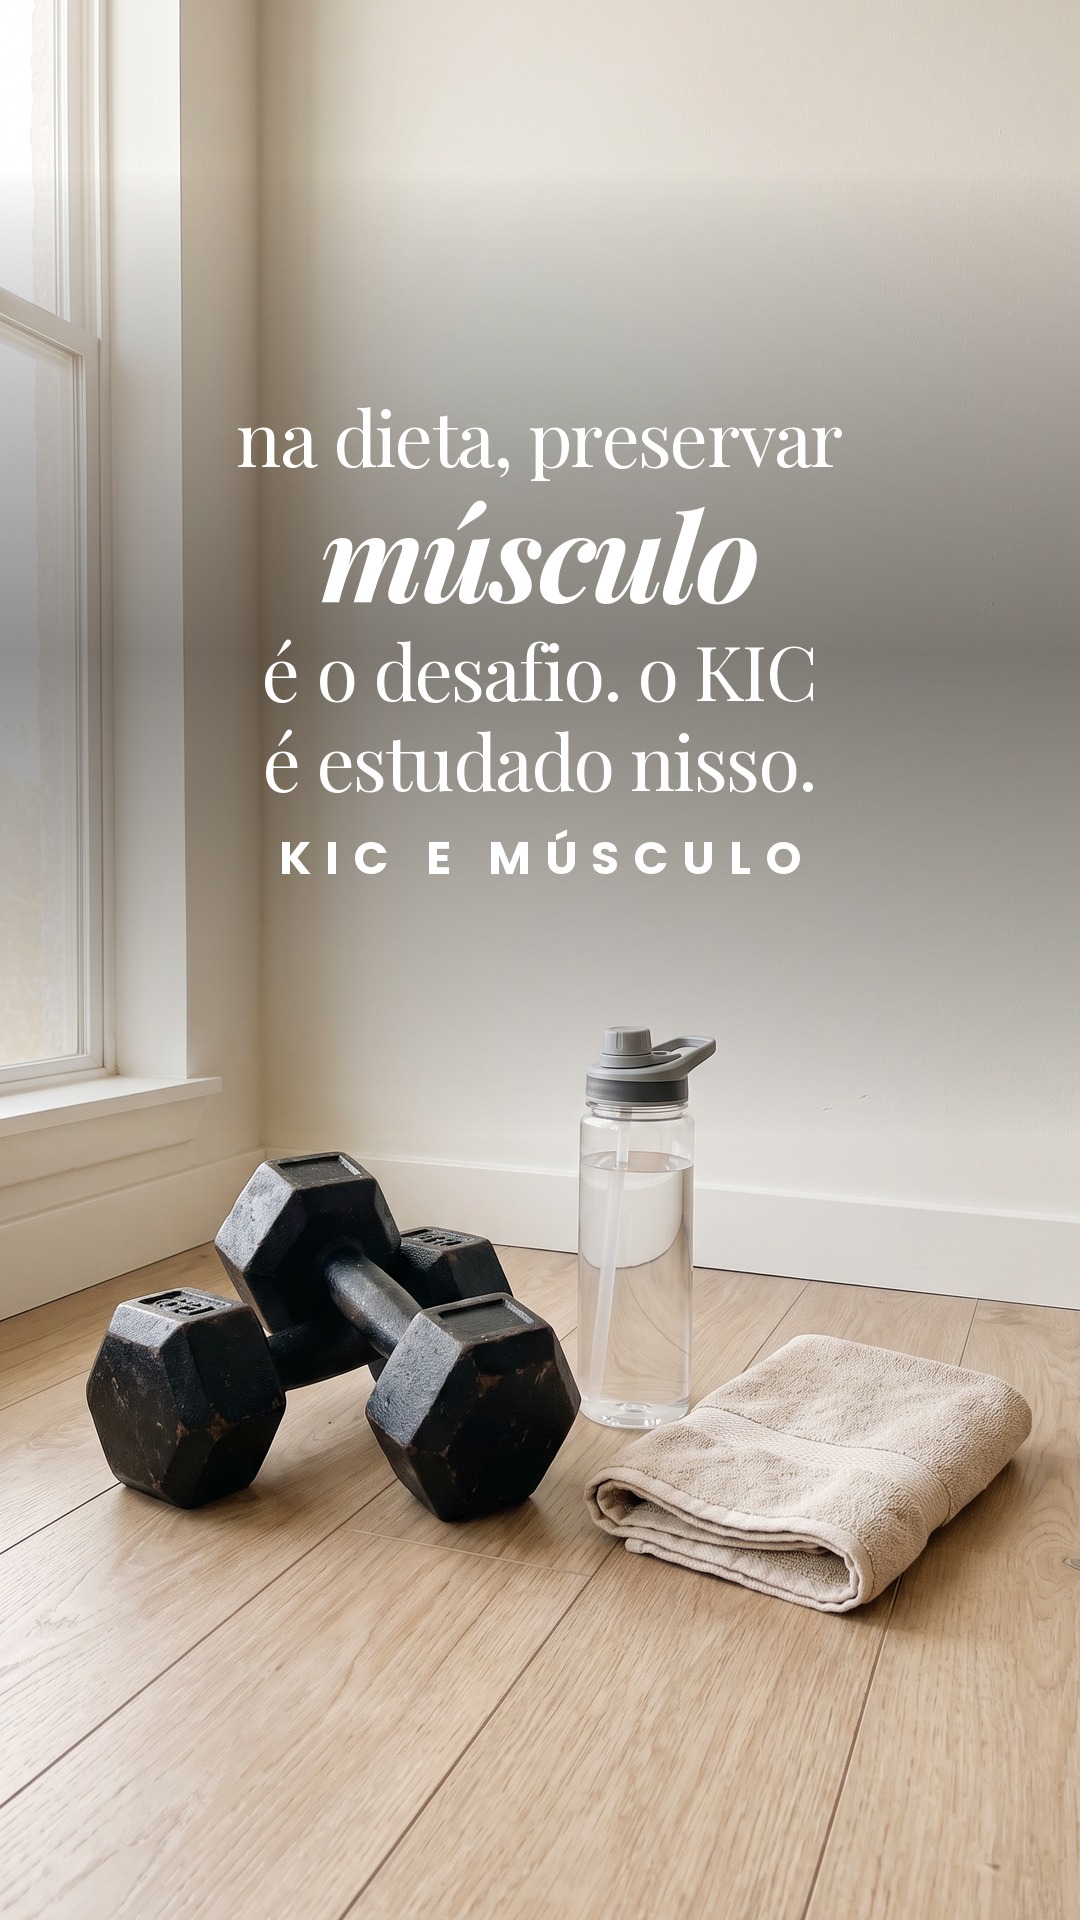 na dieta, preservar
músculo
é o desafio. o KIC
é estudado nisso.
KIC E MÚSCULO